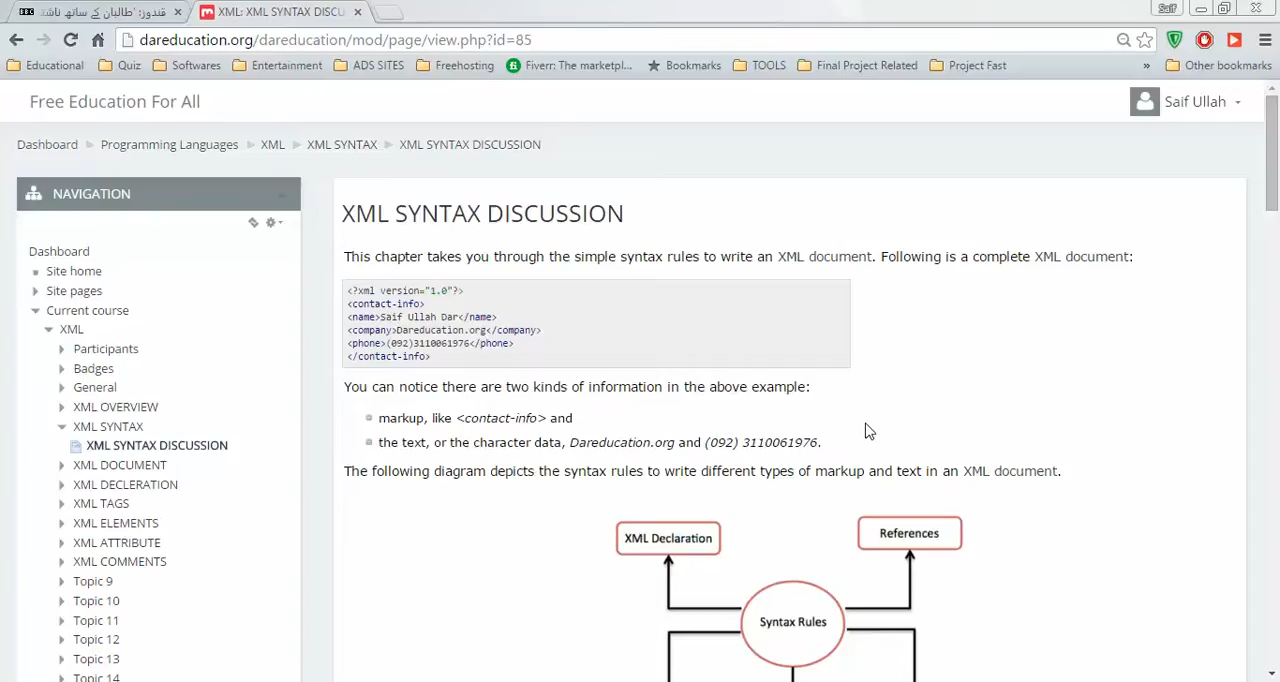 قندوز: 'طالبان کے ساتھ ناشتہ
XML: XML SYNTAX DISCU
Saif
dareducation.org/dareducation/mod/page/view.php?id=85
Educational
Quiz
Softwares
Entertainment
ADS SITES
Freehosting
Fiverr: The marketpl...
Bookmarks
TOOLS
Final Project Related
Project Fast
»
Other bookmarks
Free Education For All
Saif Ullah
Dashboard
Programming Languages
XML
XML SYNTAX
XML SYNTAX DISCUSSION
NAVIGATION
Dashboard
Site home
Site pages
Current course
XML
Participants
Badges
General
XML OVERVIEW
XML SYNTAX
XML SYNTAX DISCUSSION
XML DOCUMENT
XML DECLERATION
XML TAGS
XML ELEMENTS
XML ATTRIBUTE
XML COMMENTS
Topic 9
Topic 10
Topic 11
Topic 12
Topic 13
Topic 14
XML SYNTAX DISCUSSION
This chapter takes you through the simple syntax rules to write an XML document. Following is a complete XML document:
<?xml version="1.0"?>
<contact-info>
<name>Saif Ullah Dar</name>
<company>Dareducation.org</company>
<phone>(092)3110061976</phone>
</contact-info>
You can notice there are two kinds of information in the above example:
markup, like <contact-info> and
the text, or the character data, Dareducation.org and (092) 3110061976.
The following diagram depicts the syntax rules to write different types of markup and text in an XML document.
XML Declaration
References
Syntax Rules